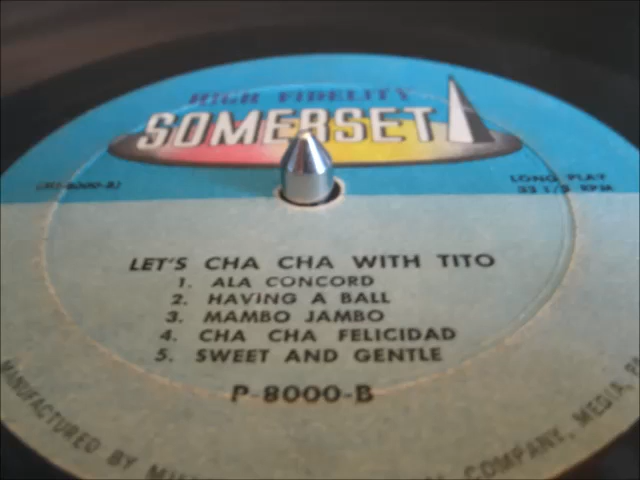 HIGH FIDELITY
SOMERSET
LONG PLAY
33 1/3 RPM
LET'S CHA CHA WITH TITO
1. ALA CONCORD
2. HAVING A BALL
3. MAMBO JAMBO
4. CHA CHA FELICIDAD
5. SWEET AND GENTLE
P-8000-B
MANUFACTURED BY
COMPANY, MEDIA, PA